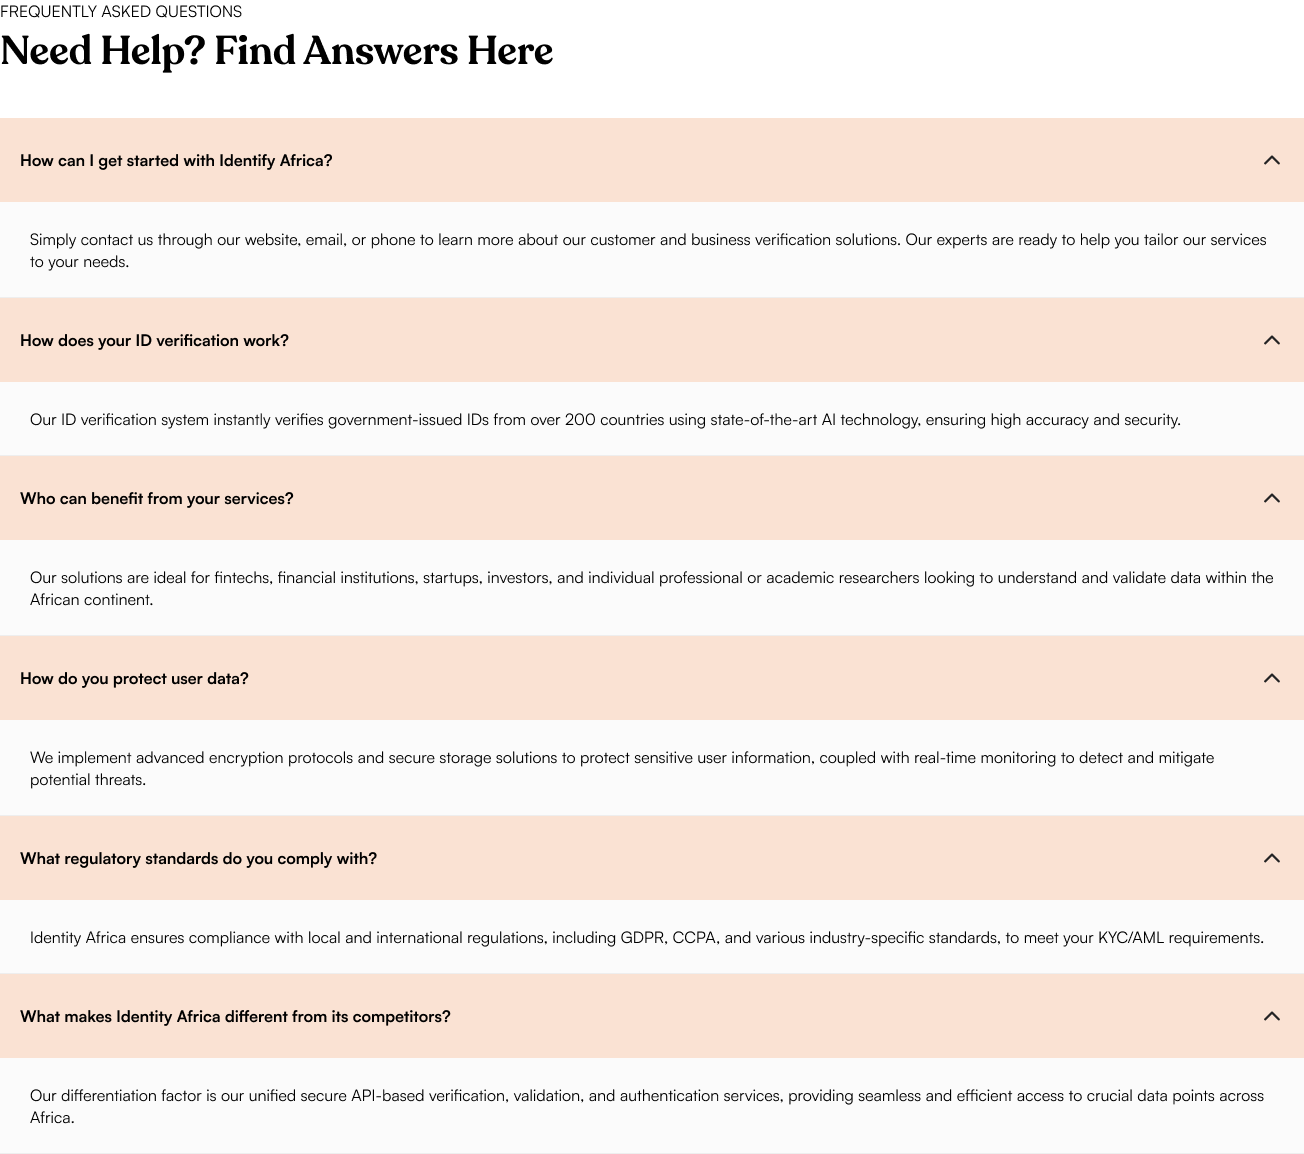 FREQUENTLY ASKED QUESTIONS
Need Help? Find Answers Here
How can I get started with Identify Africa?
Simply contact us through our website, email, or phone to learn more about our customer and business verification solutions. Our experts are ready to help you tailor our services
to your needs.
How does your ID verification work?
Our ID verification system instantly verifies government-issued IDs from over 200 countries using state-of-the-art AI technology, ensuring high accuracy and security.
Who can benefit from your services?
Our solutions are ideal for fintechs, financial institutions, startups, investors, and individual professional or academic researchers looking to understand and validate data within the
African continent.
How do you protect user data?
We implement advanced encryption protocols and secure storage solutions to protect sensitive user information, coupled with real-time monitoring to detect and mitigate
potential threats.
What regulatory standards do you comply with?
Identity Africa ensures compliance with local and international regulations, including GDPR, CCPA, and various industry-specific standards, to meet your KYC/AML requirements.
What makes Identity Africa different from its competitors?
Our differentiation factor is our unified secure API-based verification, validation, and authentication services, providing seamless and efficient access to crucial data points across
Africa.